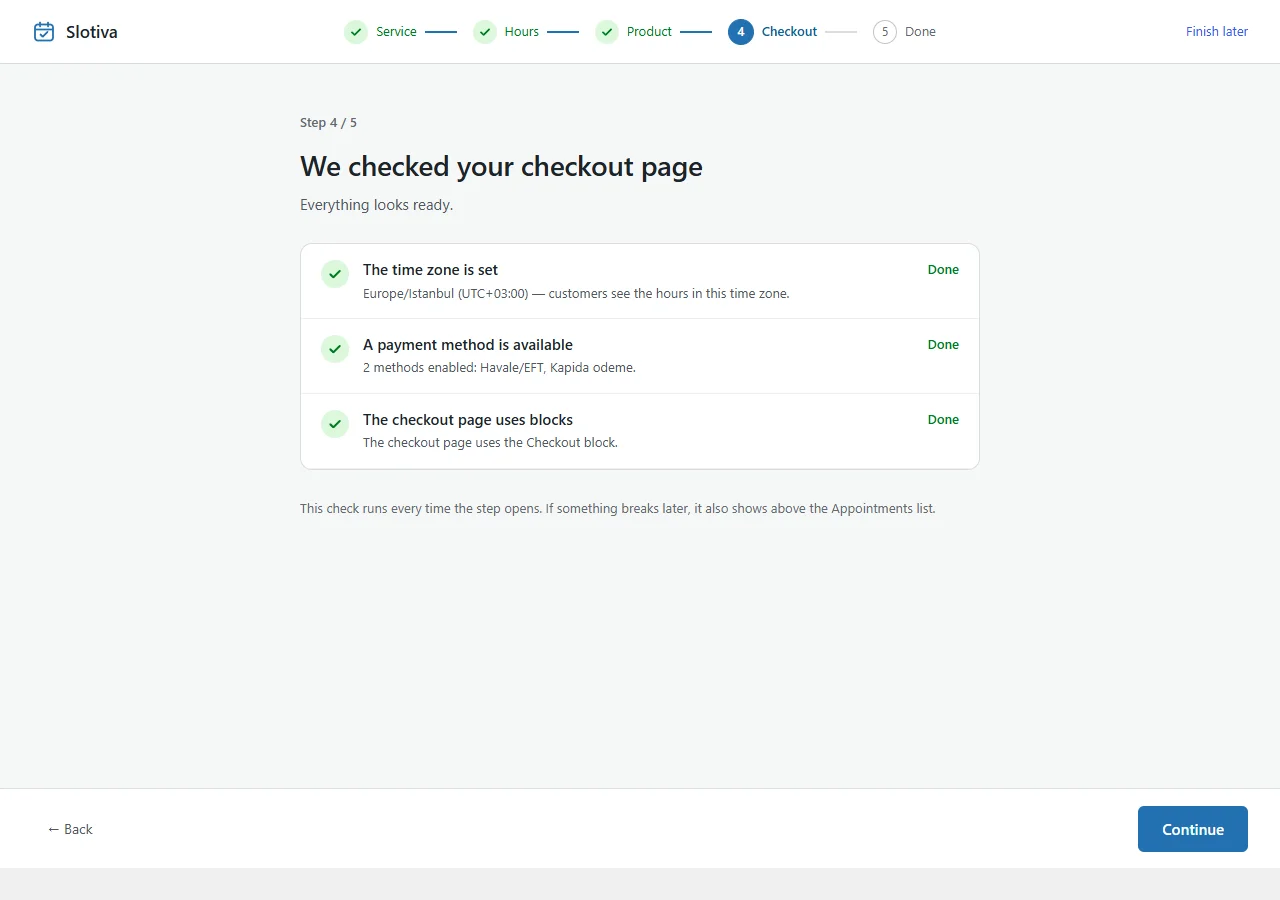 Slotiva
Service
Hours
Product
4 Checkout
5 Done
Finish later
Step 4 / 5
We checked your checkout page
Everything looks ready.
The time zone is set
Done
Europe/Istanbul (UTC+03:00) — customers see the hours in this time zone.
A payment method is available
Done
2 methods enabled: Havale/EFT, Kapida odeme.
The checkout page uses blocks
Done
The checkout page uses the Checkout block.
This check runs every time the step opens. If something breaks later, it also shows above the Appointments list.
← Back
Continue